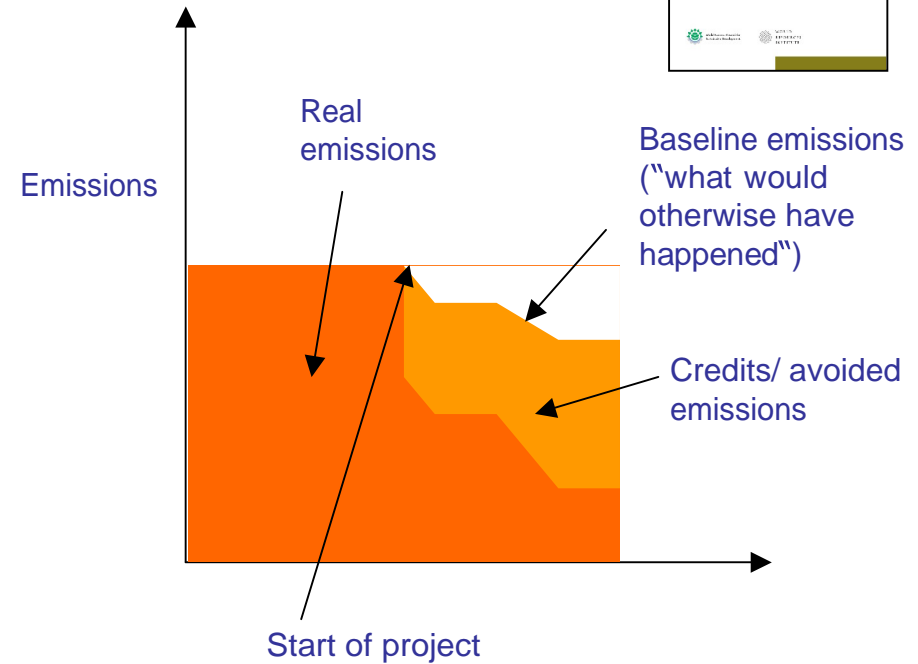 Real
emissions
Emissions
Baseline emissions
(“what would
otherwise have
happened“)
Credits/ avoided
emissions
Start of project